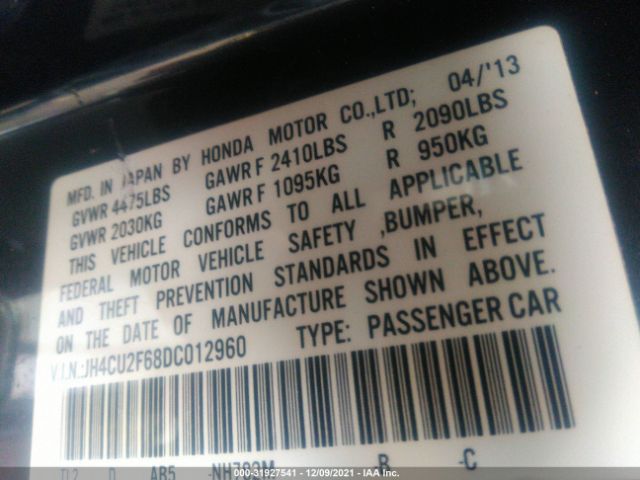 MFD. IN JAPAN BY HONDA MOTOR CO.,LTD; 04/'13
GVWR 4475LBS GAWR F 2410LBS R 2090LBS
GVWR 2030KG GAWR F 1095KG R 950KG
THIS VEHICLE CONFORMS TO ALL APPLICABLE
FEDERAL MOTOR VEHICLE SAFETY ,BUMPER,
AND THEFT PREVENTION STANDARDS IN EFFECT
ON THE DATE OF MANUFACTURE SHOWN ABOVE.
V.I.N.:JH4CU2F68DC012960 TYPE: PASSENGER CAR
TL2 D AB5 B -C
000-31927541 - 12/09/2021 - IAA Inc.